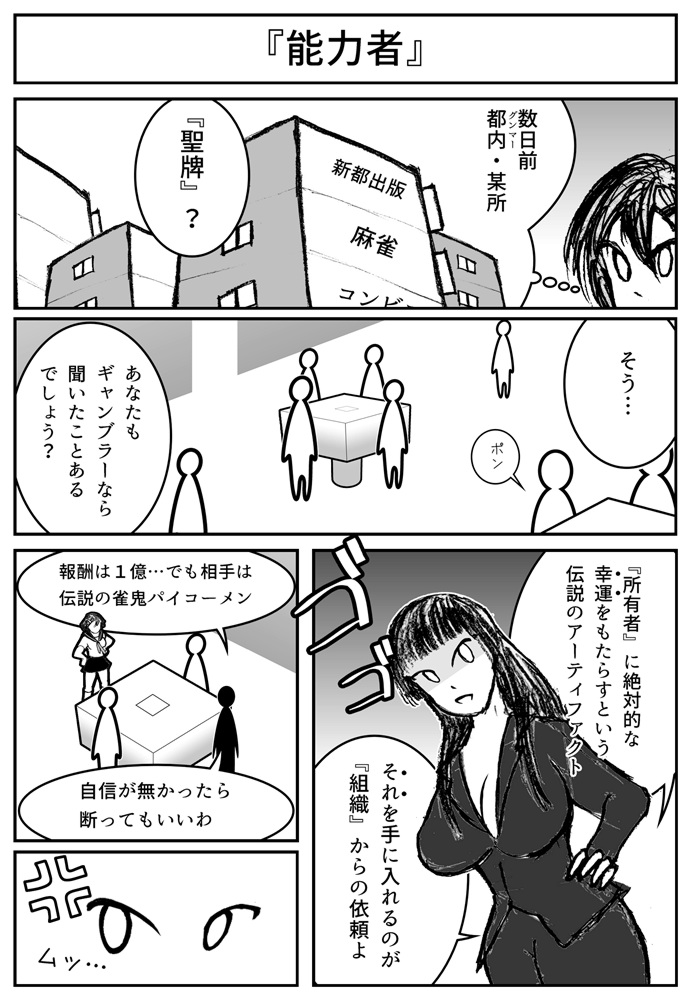 『能力者』
数日前
グンマー
都内・某所
『聖牌』?
新都出版
麻雀
コンビ
そう…
ポン
あなたも
ギャンブラーなら
聞いたことある
でしょう?
『所有者』に絶対的な
幸運をもたらすという
伝説のアーティファクト
ゴゴ
それを手に入れるのが
『組織』からの依頼よ
報酬は1億…でも相手は
伝説の雀鬼パイコーメン
自信が無かったら
断ってもいいわ
ムッ…